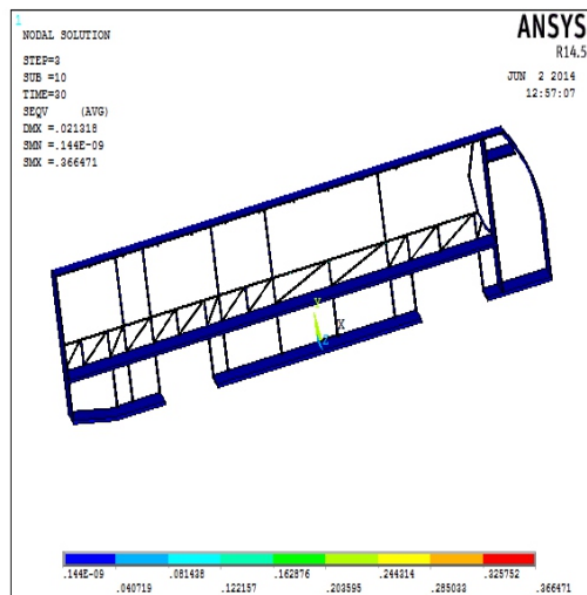 1
NODAL SOLUTION
ANSYS
R14.5
STEP=3
SUB =10
TIME=30
SEQV (AVG)
DMX =.021318
SMN =.144E-09
SMX =.366471
JUN 2 2014
12:57:07
Y
X
Z
.144E-09 .081438 .162876 .244314 .325752
.040719 .122157 .203595 .285033 .366471